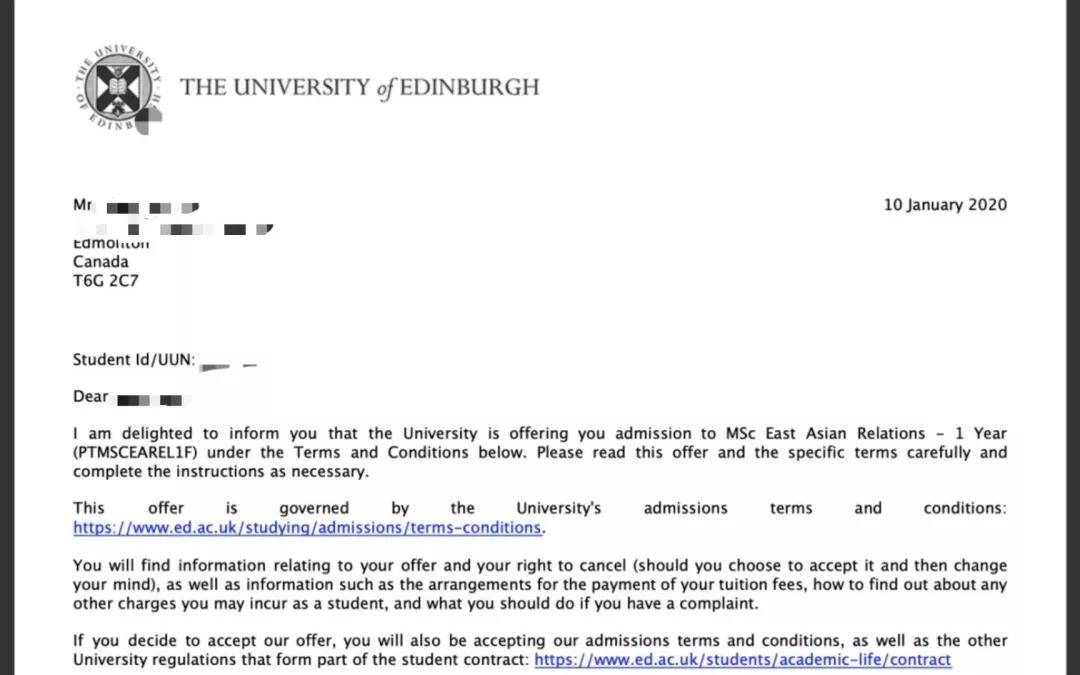 THE UNIVERSITY of EDINBURGH
THE UNIVERSITY of EDINBURGH
Mr
10 January 2020
Edmonton
Canada
T6G 2C7
Student Id/UUN:
Dear
I am delighted to inform you that the University is offering you admission to MSc East Asian Relations – 1 Year
(PTMSCEAREL1F) under the Terms and Conditions below. Please read this offer and the specific terms carefully and
complete the instructions as necessary.
This offer is governed by the University's admissions terms and conditions:
https://www.ed.ac.uk/studying/admissions/terms-conditions.
You will find information relating to your offer and your right to cancel (should you choose to accept it and then change
your mind), as well as information such as the arrangements for the payment of your tuition fees, how to find out about any
other charges you may incur as a student, and what you should do if you have a complaint.
If you decide to accept our offer, you will also be accepting our admissions terms and conditions, as well as the other
University regulations that form part of the student contract: https://www.ed.ac.uk/students/academic-life/contract